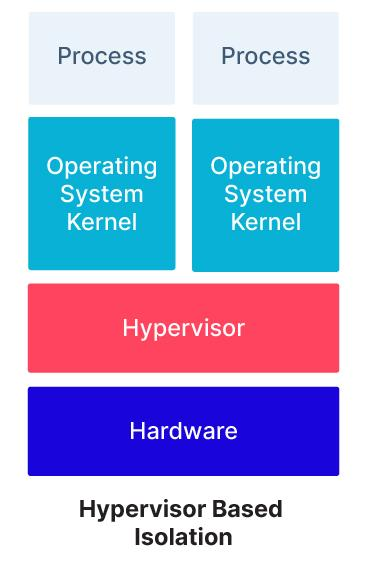 Process Process
Operating Operating
System System
Kernel Kernel
Hypervisor
Hardware
Hypervisor Based
Isolation